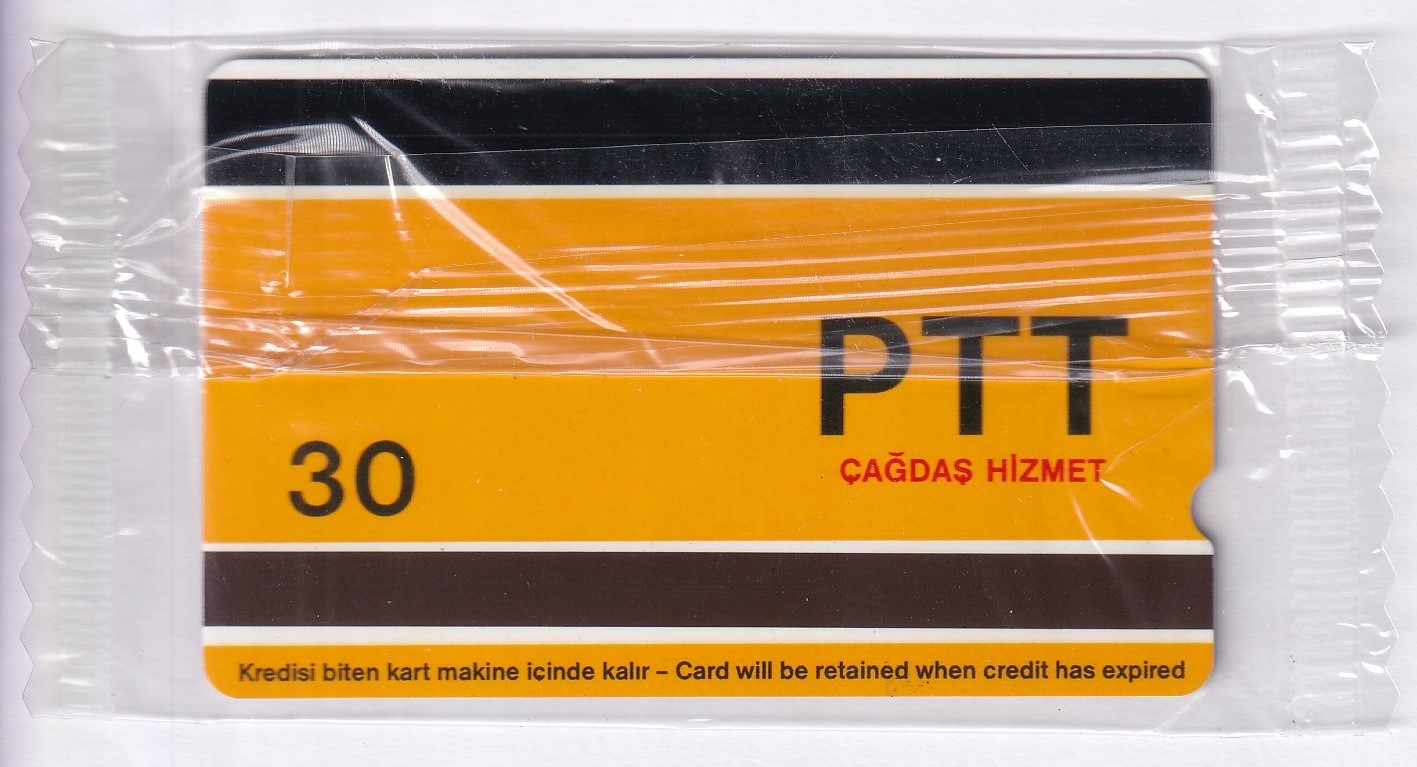 PTT
ÇAĞDAŞ HİZMET
30
Kredisi biten kart makine içinde kalır – Card will be retained when credit has expired